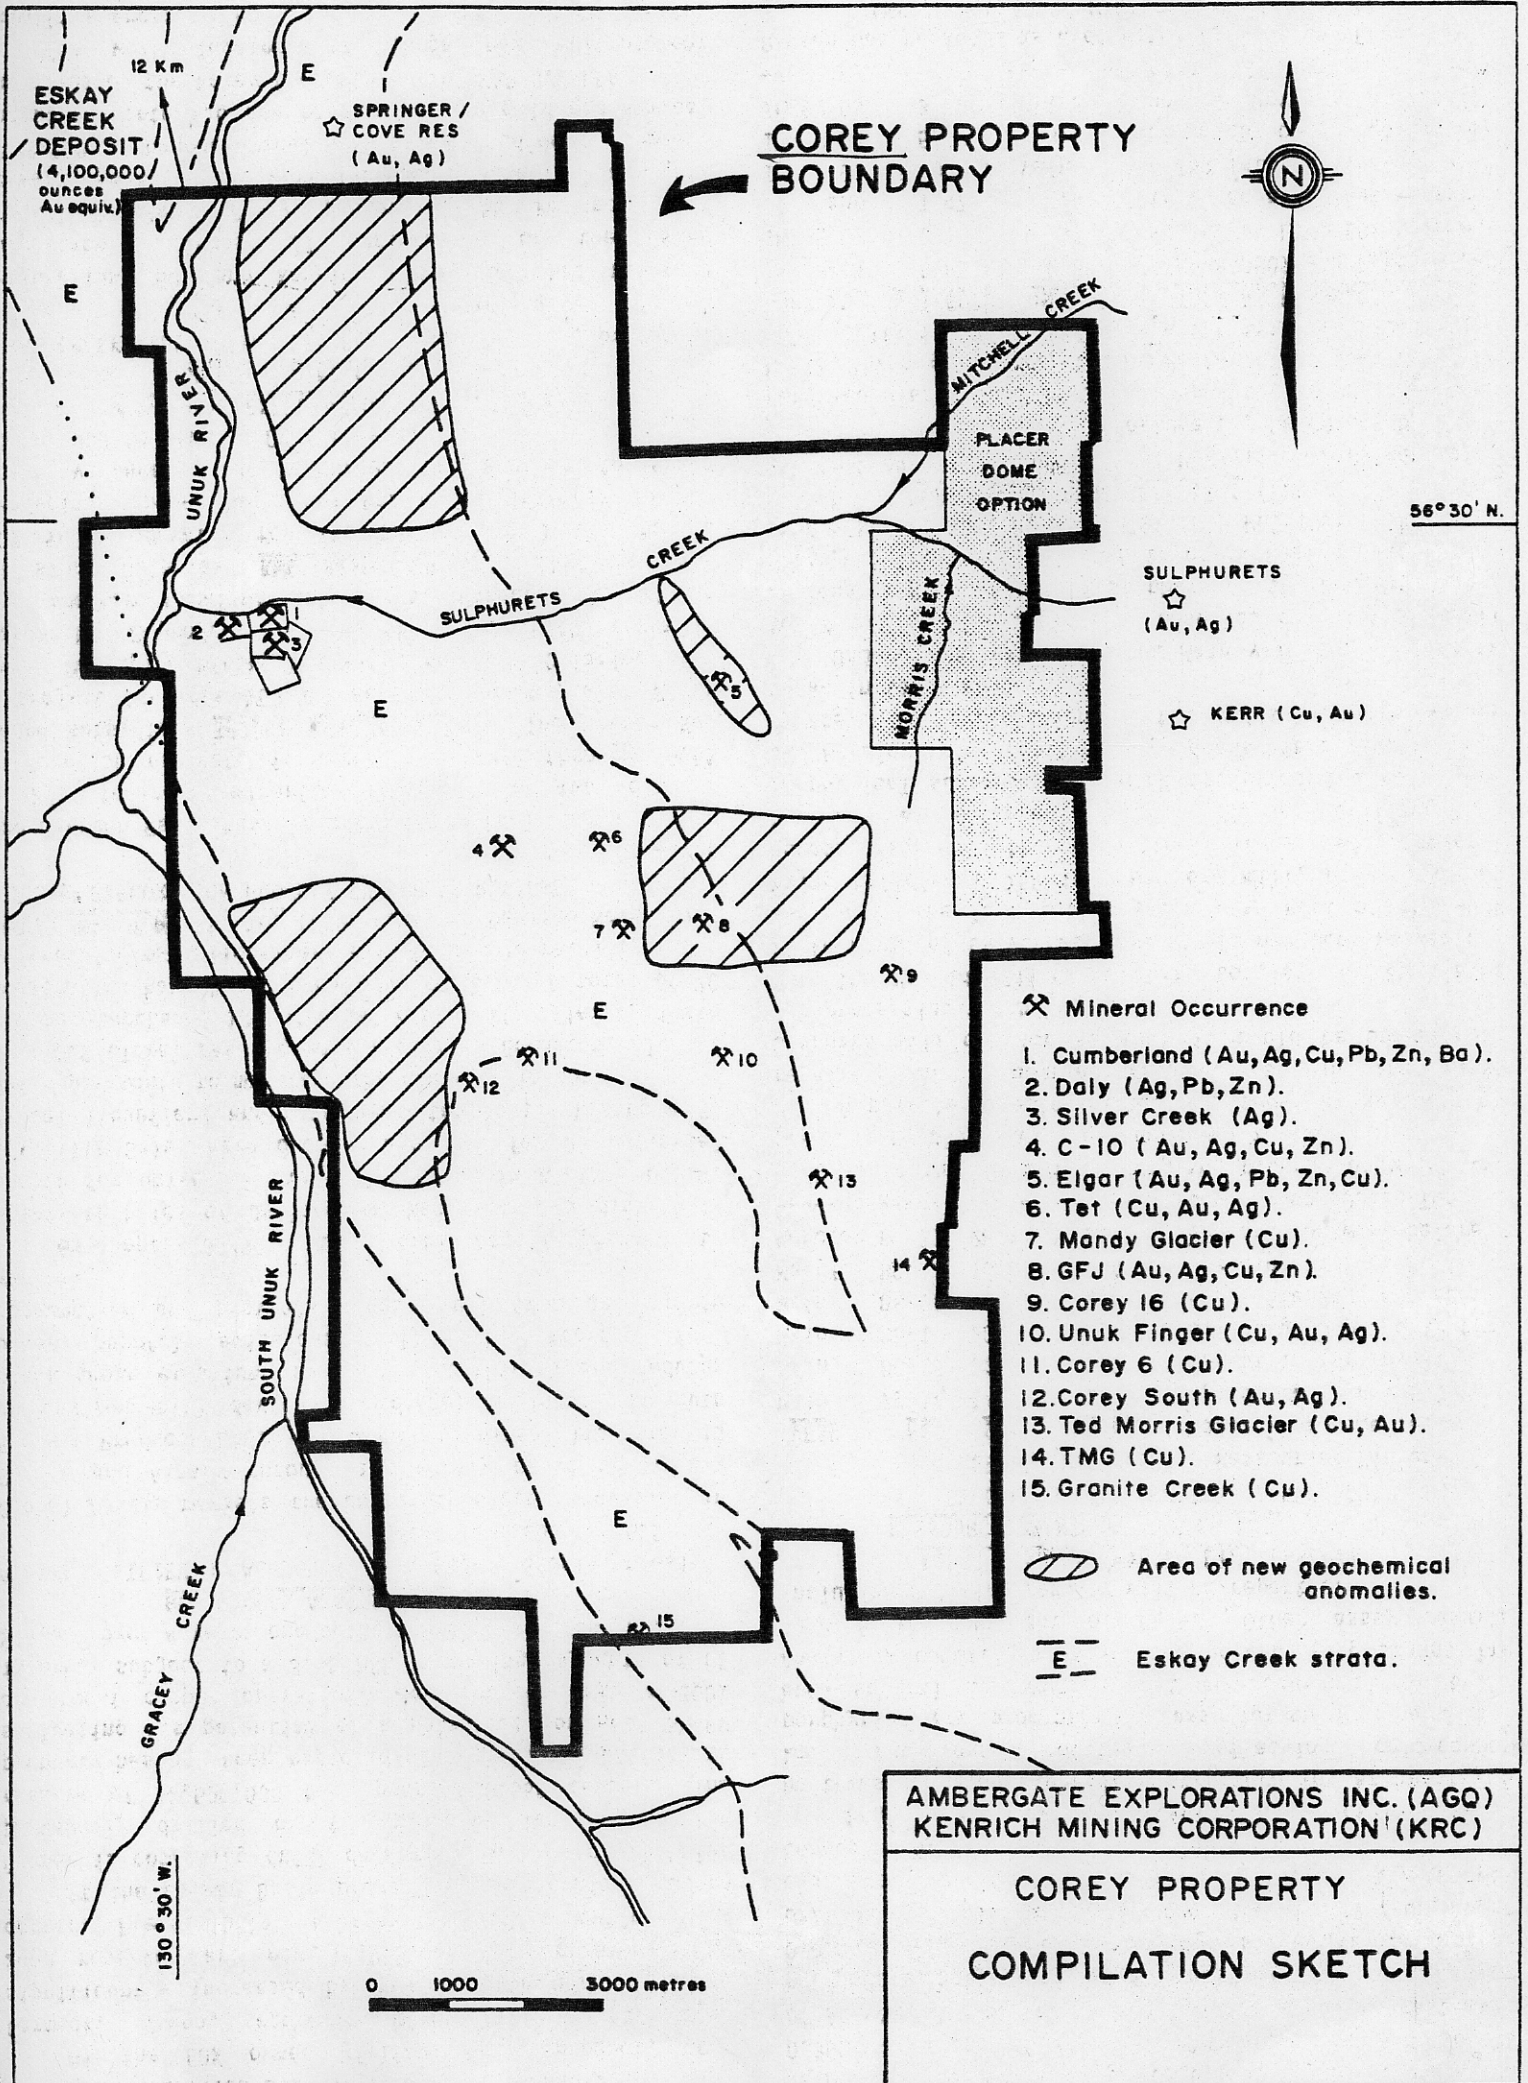 12 Km
ESKAY
CREEK
DEPOSIT
(4,100,000
ounces
Au equiv.)
E
SPRINGER /
COVE RES
(Au, Ag)
COREY PROPERTY
BOUNDARY
N
E
UNUK RIVER
MITCHELL CREEK
PLACER
DOME
OPTION
56°30' N.
SULPHURETS CREEK
SULPHURETS
(Au, Ag)
MORRIS CREEK
KERR (Cu, Au)
1
2
3
E
5
4
6
7
8
9
E
10
11
12
13
14
Mineral Occurrence
1. Cumberland (Au, Ag, Cu, Pb, Zn, Ba).
2. Daly (Ag, Pb, Zn).
3. Silver Creek (Ag).
4. C-10 (Au, Ag, Cu, Zn).
5. Elgar (Au, Ag, Pb, Zn, Cu).
6. Tet (Cu, Au, Ag).
7. Mandy Glacier (Cu).
8. GFJ (Au, Ag, Cu, Zn).
9. Corey 16 (Cu).
10. Unuk Finger (Cu, Au, Ag).
11. Corey 6 (Cu).
12. Corey South (Au, Ag).
13. Ted Morris Glacier (Cu, Au).
14. TMG (Cu).
15. Granite Creek (Cu).
SOUTH UNUK RIVER
E
15
Area of new geochemical
anomalies.
E
Eskay Creek strata.
GRACEY CREEK
130°30' W.
0 1000 3000 metres
AMBERGATE EXPLORATIONS INC. (AGQ)
KENRICH MINING CORPORATION (KRC)
COREY PROPERTY
COMPILATION SKETCH